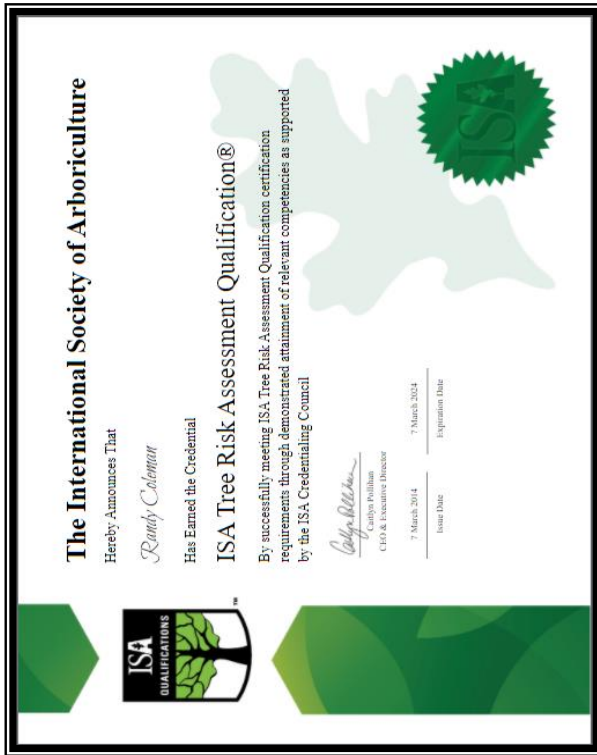 The International Society of Arboriculture
Hereby Announces That
Randy Coleman
Has Earned the Credential
ISA Tree Risk Assessment Qualification®
By successfully meeting ISA Tree Risk Assessment Qualification certification
requirements through demonstrated attainment of relevant competencies as supported
by the ISA Credentialing Council
Caitlyn Pollihan
Caitlyn Pollihan
CEO & Executive Director
7 March 2014
7 March 2024
Issue Date
Expiration Date
ISA
QUALIFICATIONS
™
ISA